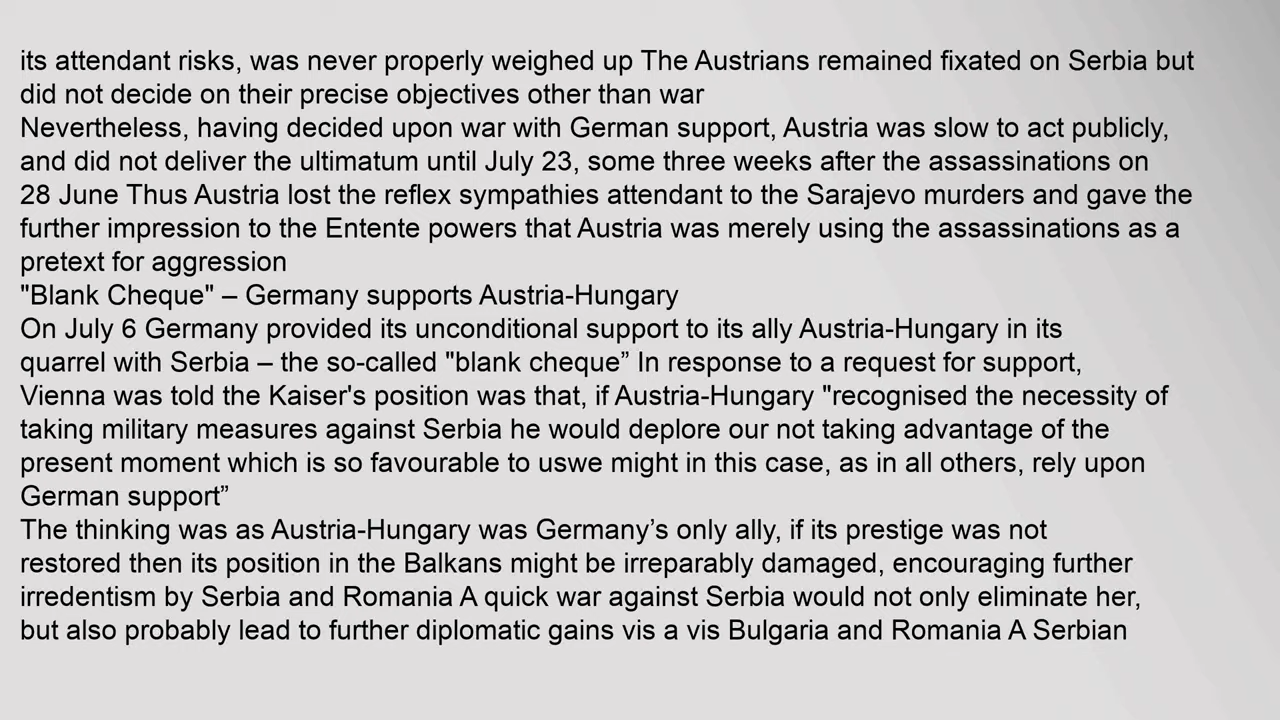 its attendant risks, was never properly weighed up The Austrians remained fixated on Serbia but
did not decide on their precise objectives other than war
Nevertheless, having decided upon war with German support, Austria was slow to act publicly,
and did not deliver the ultimatum until July 23, some three weeks after the assassinations on
28 June Thus Austria lost the reflex sympathies attendant to the Sarajevo murders and gave the
further impression to the Entente powers that Austria was merely using the assassinations as a
pretext for aggression
"Blank Cheque" – Germany supports Austria-Hungary
On July 6 Germany provided its unconditional support to its ally Austria-Hungary in its
quarrel with Serbia – the so-called "blank cheque” In response to a request for support,
Vienna was told the Kaiser's position was that, if Austria-Hungary "recognised the necessity of
taking military measures against Serbia he would deplore our not taking advantage of the
present moment which is so favourable to uswe might in this case, as in all others, rely upon
German support”
The thinking was as Austria-Hungary was Germany’s only ally, if its prestige was not
restored then its position in the Balkans might be irreparably damaged, encouraging further
irredentism by Serbia and Romania A quick war against Serbia would not only eliminate her,
but also probably lead to further diplomatic gains vis a vis Bulgaria and Romania A Serbian